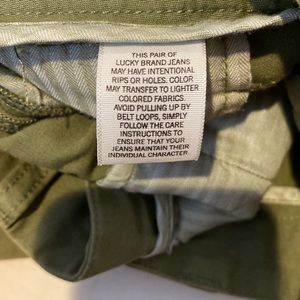 THIS PAIR OF
LUCKY BRAND JEANS
MAY HAVE INTENTIONAL
RIPS OR HOLES. COLOR
MAY TRANSFER TO LIGHTER
COLORED FABRICS.
AVOID PULLING UP BY
BELT LOOPS, SIMPLY
FOLLOW THE CARE
INSTRUCTIONS TO
ENSURE THAT YOUR
JEANS MAINTAIN THEIR
INDIVIDUAL CHARACTER.